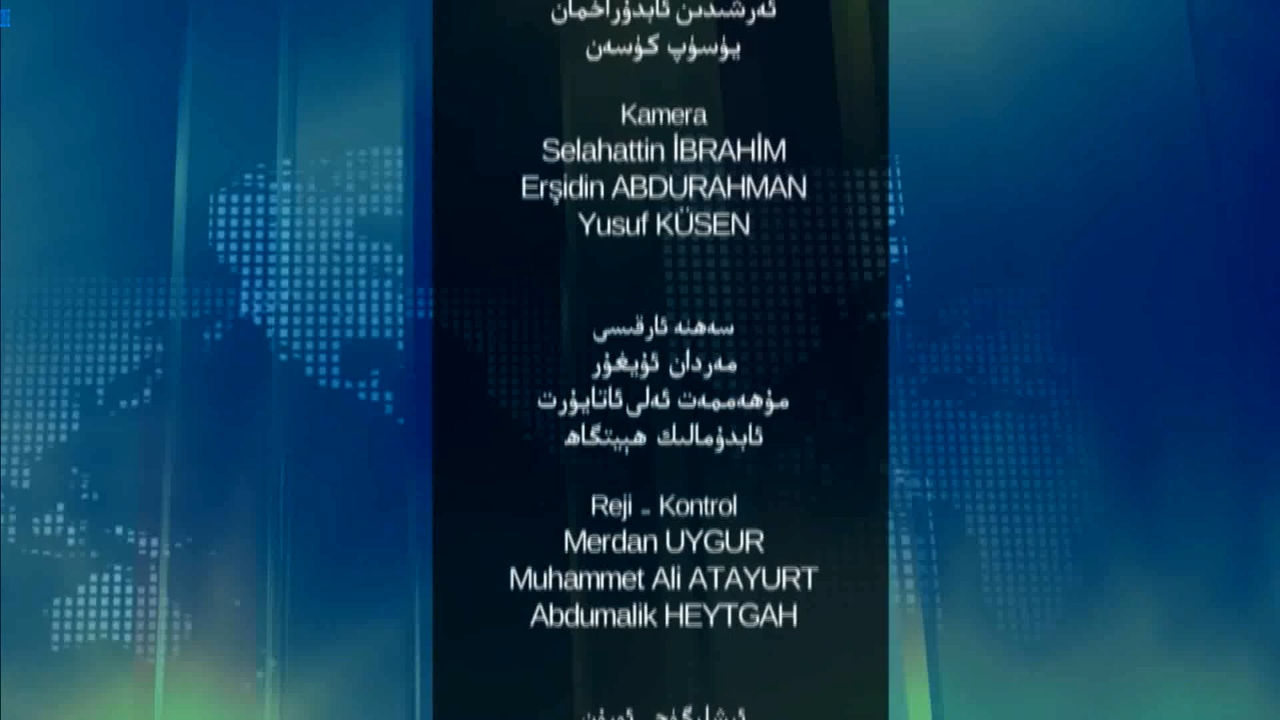 ئەرشىدىن ئابدۇراخمان
يۈسۈپ كۈسەن
Kamera
Selahattin İBRAHİM
Erşidin ABDURAHMAN
Yusuf KÜSEN
سەھنە ئارقىسى
مەردان ئۇيغۇر
مۇھەممەت ئەلى ئاتايۇرت
ئابدۇمالىك ھېيتگاھ
Reji - Kontrol
Merdan UYGUR
Muhammet Ali ATAYURT
Abdumalik HEYTGAH